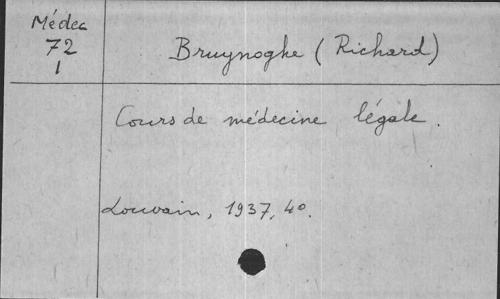 Médec
72
1
Bruynoghe (Richard)
Cours de médecine légale.
Louvain, 1937, 4o.